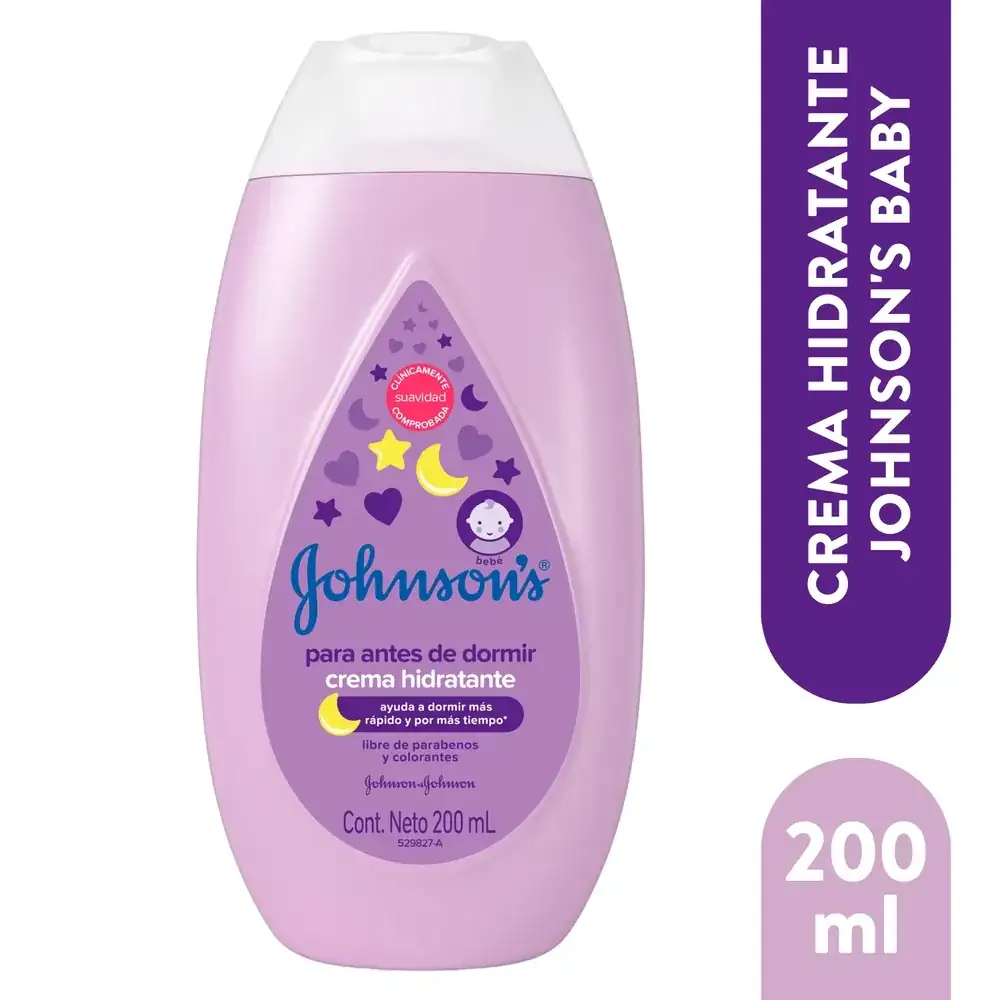 CLÍNICAMENTE
suavidad
COMPROBADA
bebé
Johnson's®
para antes de dormir
crema hidratante
ayuda a dormir más
rápido y por más tiempo*
libre de parabenos
y colorantes
Johnson & Johnson
Cont. Neto 200 mL
529827-A
CREMA HIDRATANTE
JOHNSON'S BABY
200
ml